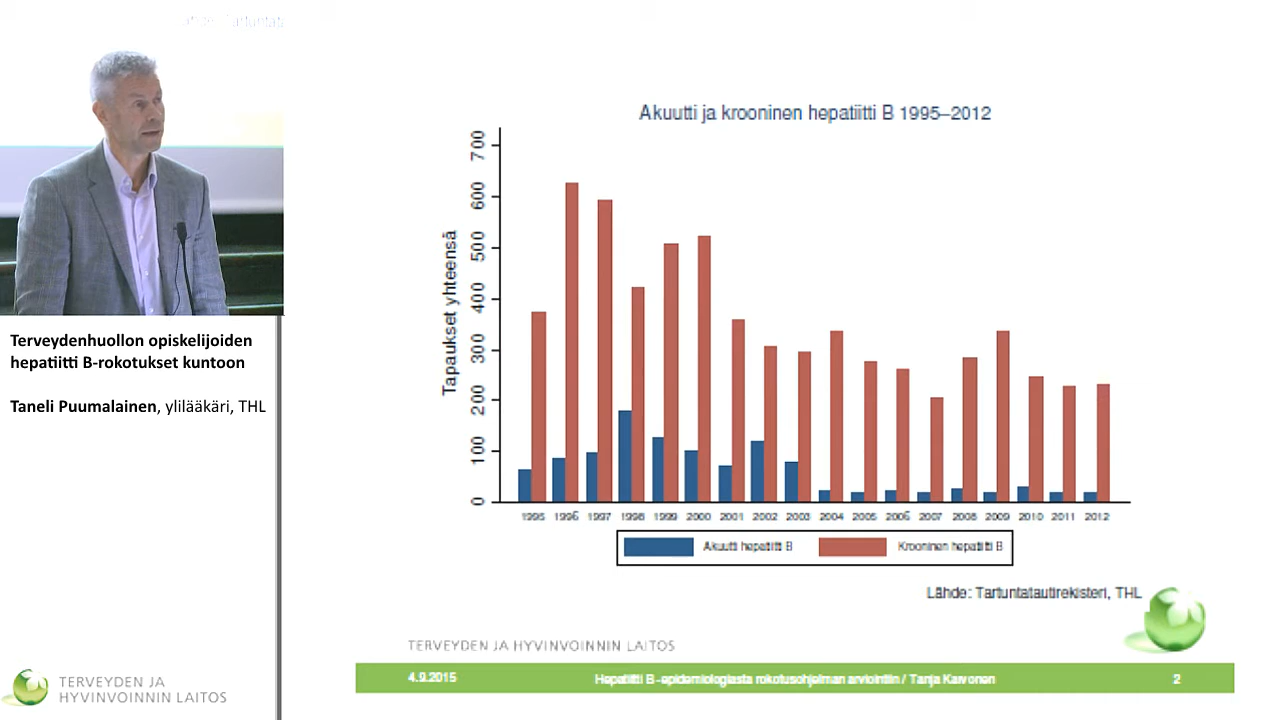 Terveydenhuollon opiskelijoiden
hepatiitti B-rokotukset kuntoon
Taneli Puumalainen, ylilääkäri, THL
TERVEYDEN JA
HYVINVOINNIN LAITOS
Akuutti ja krooninen hepatiitti B 1995–2012
Tapaukset yhteensä
700
600
500
400
300
200
100
0
1995 1996 1997 1998 1999 2000 2001 2002 2003 2004 2005 2006 2007 2008 2009 2010 2011 2012
Akuutti hepatiitti B Krooninen hepatiitti B
Lähde: Tartuntatautirekisteri, THL
TERVEYDEN JA HYVINVOINNIN LAITOS
4.9.2015 Hepatiitti B -epidemiologiasta rokotusohjelman arviointiin / Tanja Karvonen 2